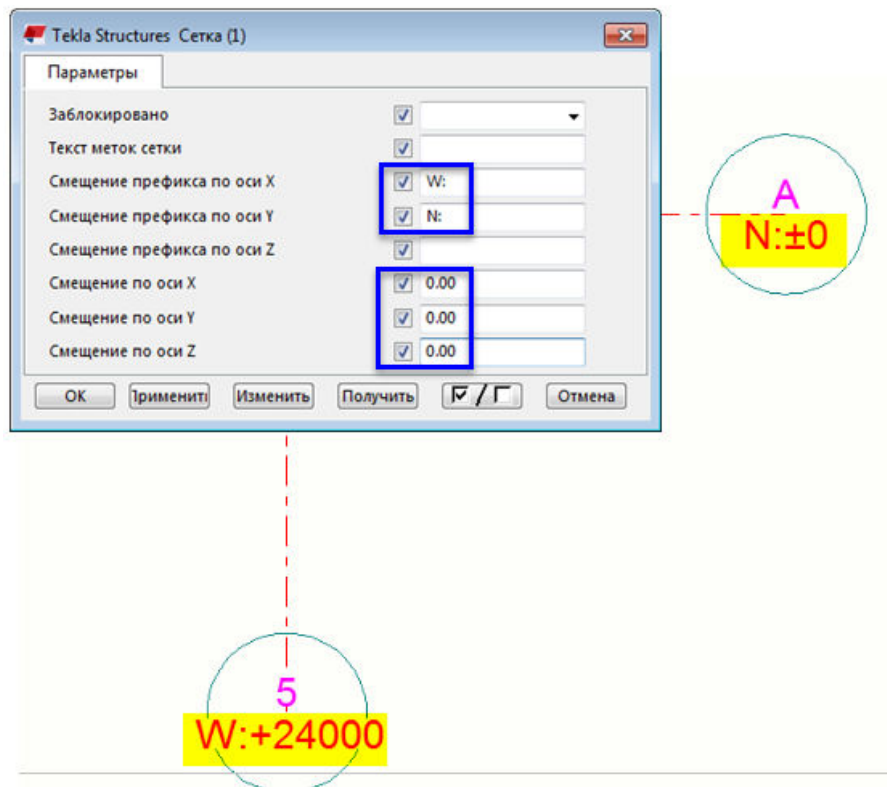 Tekla Structures Сетка (1)
Параметры
Заблокировано
Текст меток сетки
Смещение префикса по оси X W:
Смещение префикса по оси Y N:
Смещение префикса по оси Z
Смещение по оси X 0.00
Смещение по оси Y 0.00
Смещение по оси Z 0.00
ОК Применить Изменить Получить / Отмена
A
N:±0
5
W:+24000